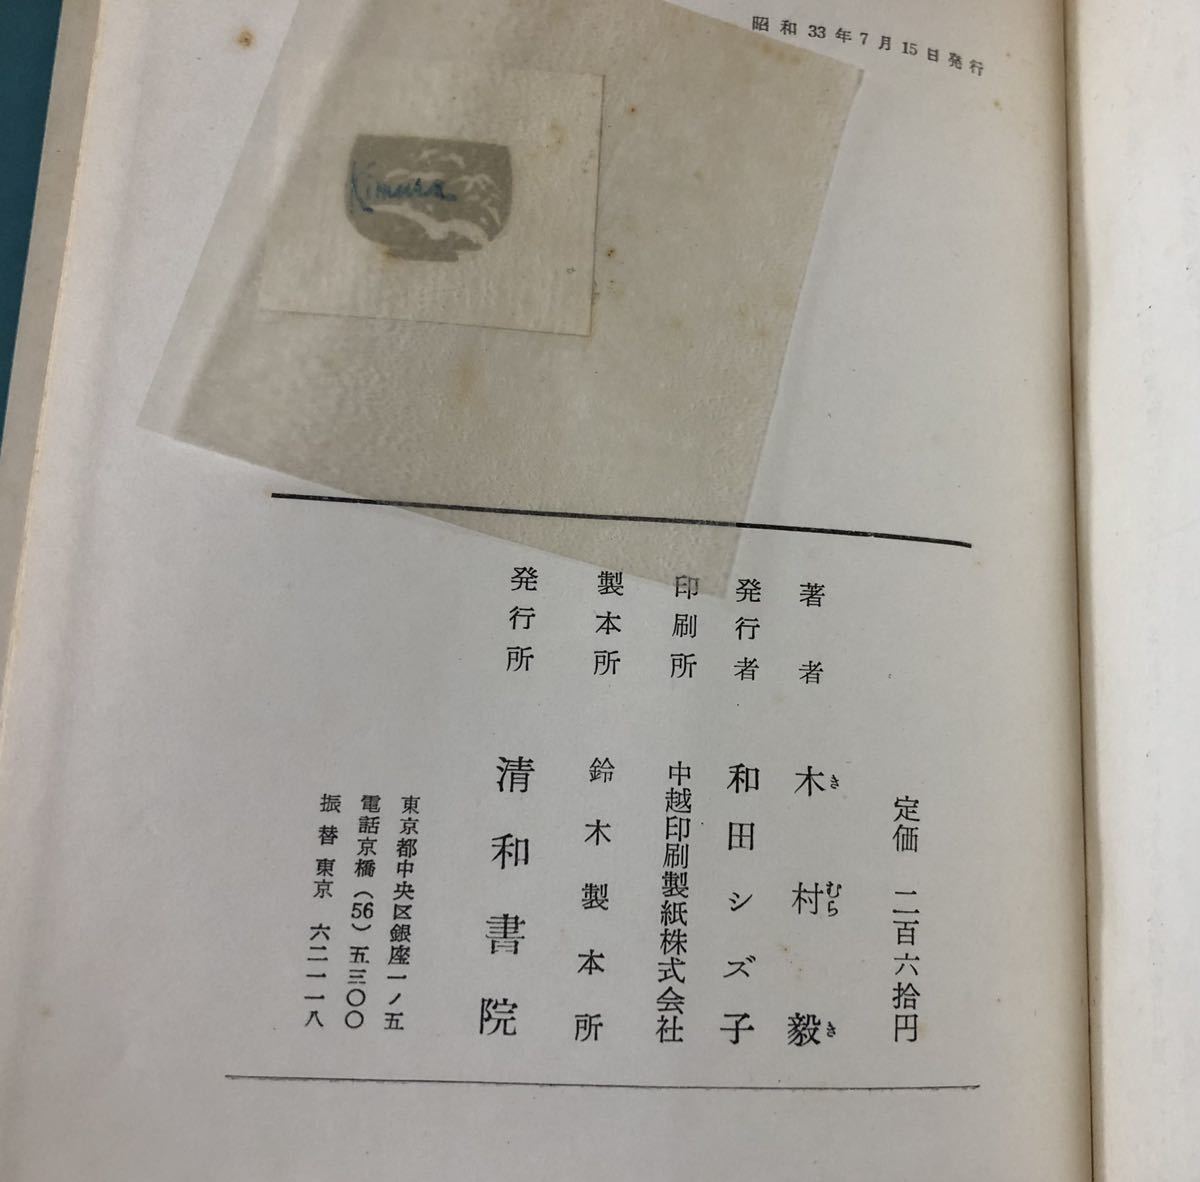 昭和33年7月15日発行
Kimura
定価 二百六拾円
著者 木村毅
き むら き
発行者 和田シズ子
印刷所 中越印刷製紙株式会社
製本所 鈴木製本所
発行所 清和書院
東京都中央区銀座一ノ五
電話京橋(56)五三〇〇
振替東京 六二一一八